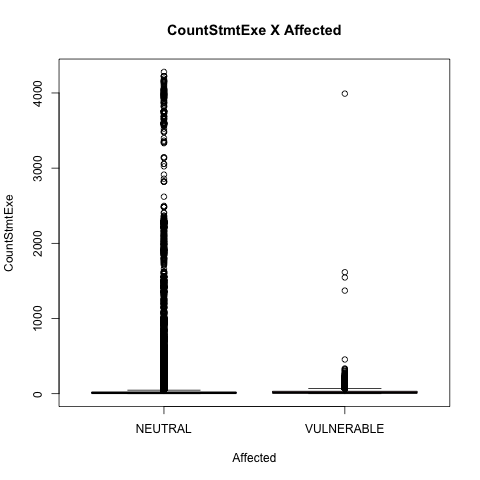 CountStmtExe X Affected
CountStmtExe
4000
3000
2000
1000
0
NEUTRAL
VULNERABLE
Affected